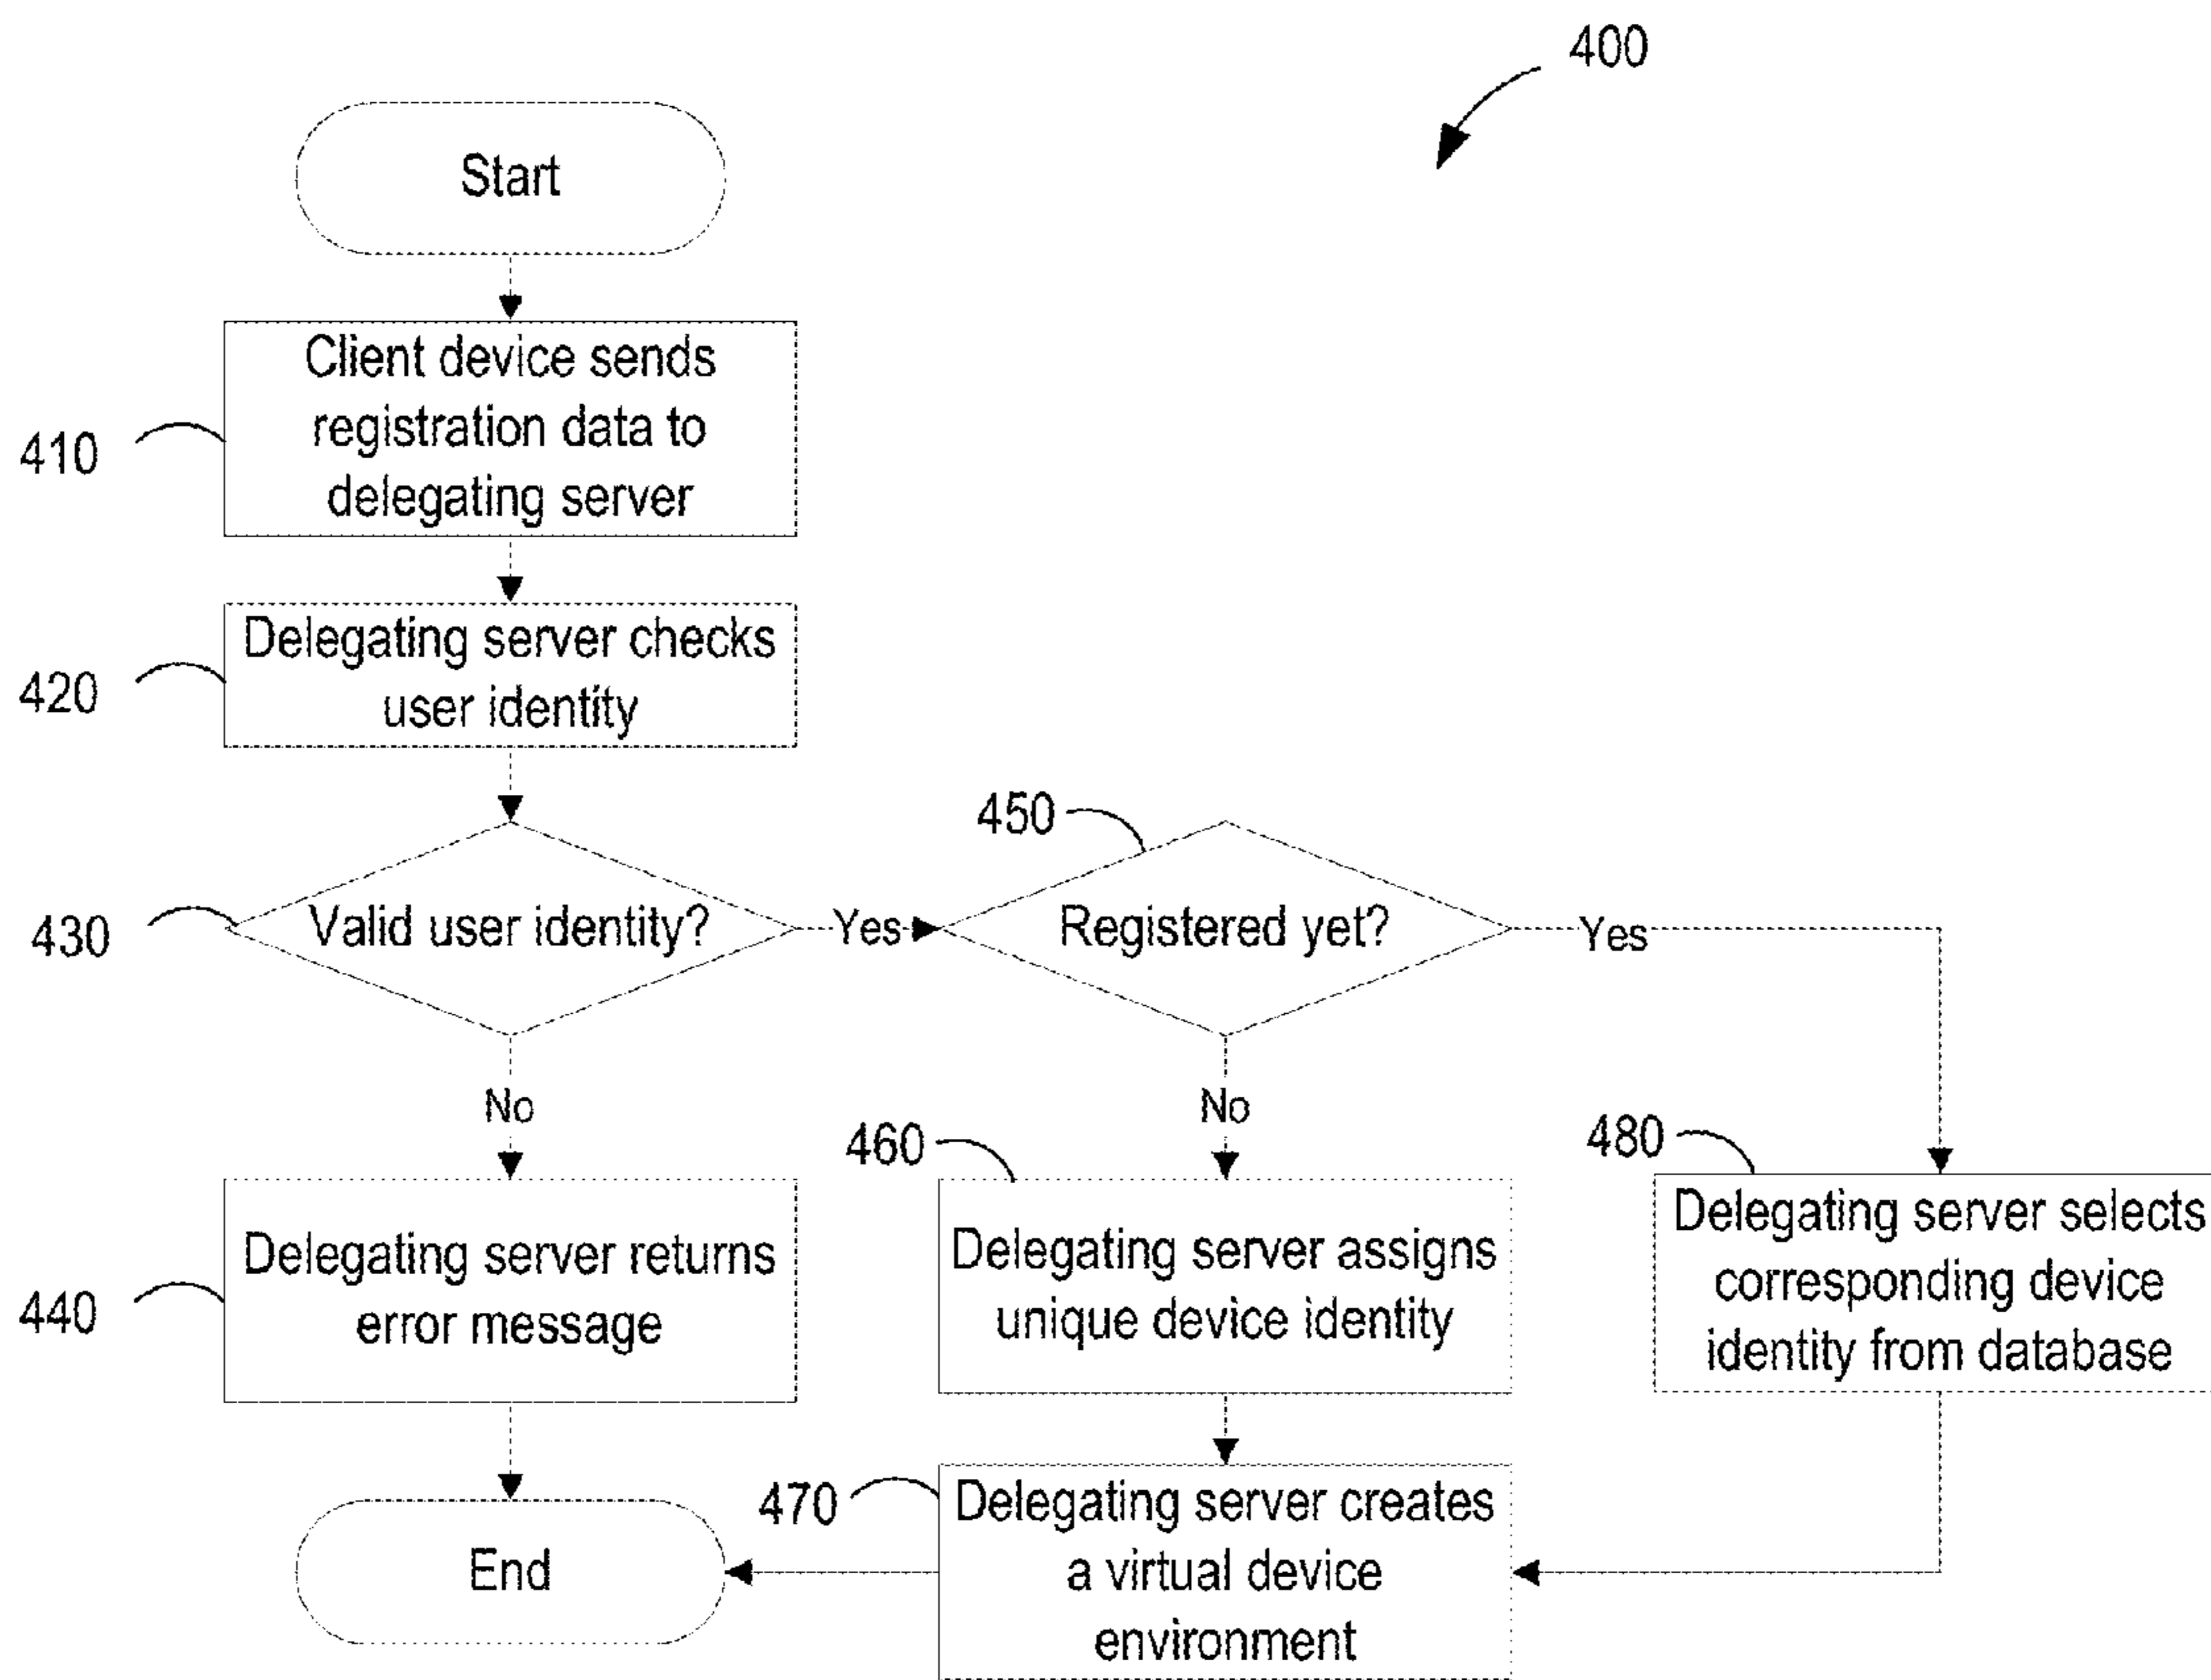 400
Start
410
Client device sends
registration data to
delegating server
420
Delegating server checks
user identity
430
Valid user identity?
Yes
450
Registered yet?
Yes
No
No
440
Delegating server returns
error message
460
Delegating server assigns
unique device identity
480
Delegating server selects
corresponding device
identity from database
End
470
Delegating server creates
a virtual device
environment